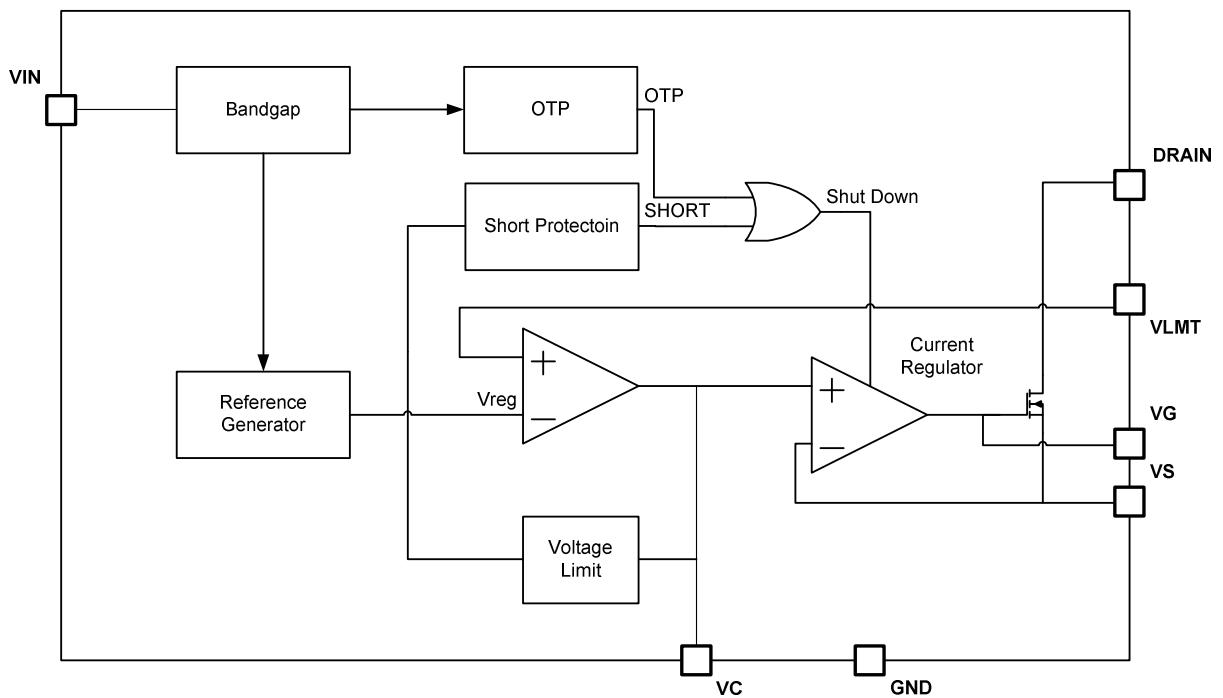 VIN
Bandgap
OTP
OTP
DRAIN
Short Protectoin
SHORT
Shut Down
VLMT
Current
Regulator
+
Vreg
−
Reference
Generator
+
−
VG
VS
Voltage
Limit
VC
GND